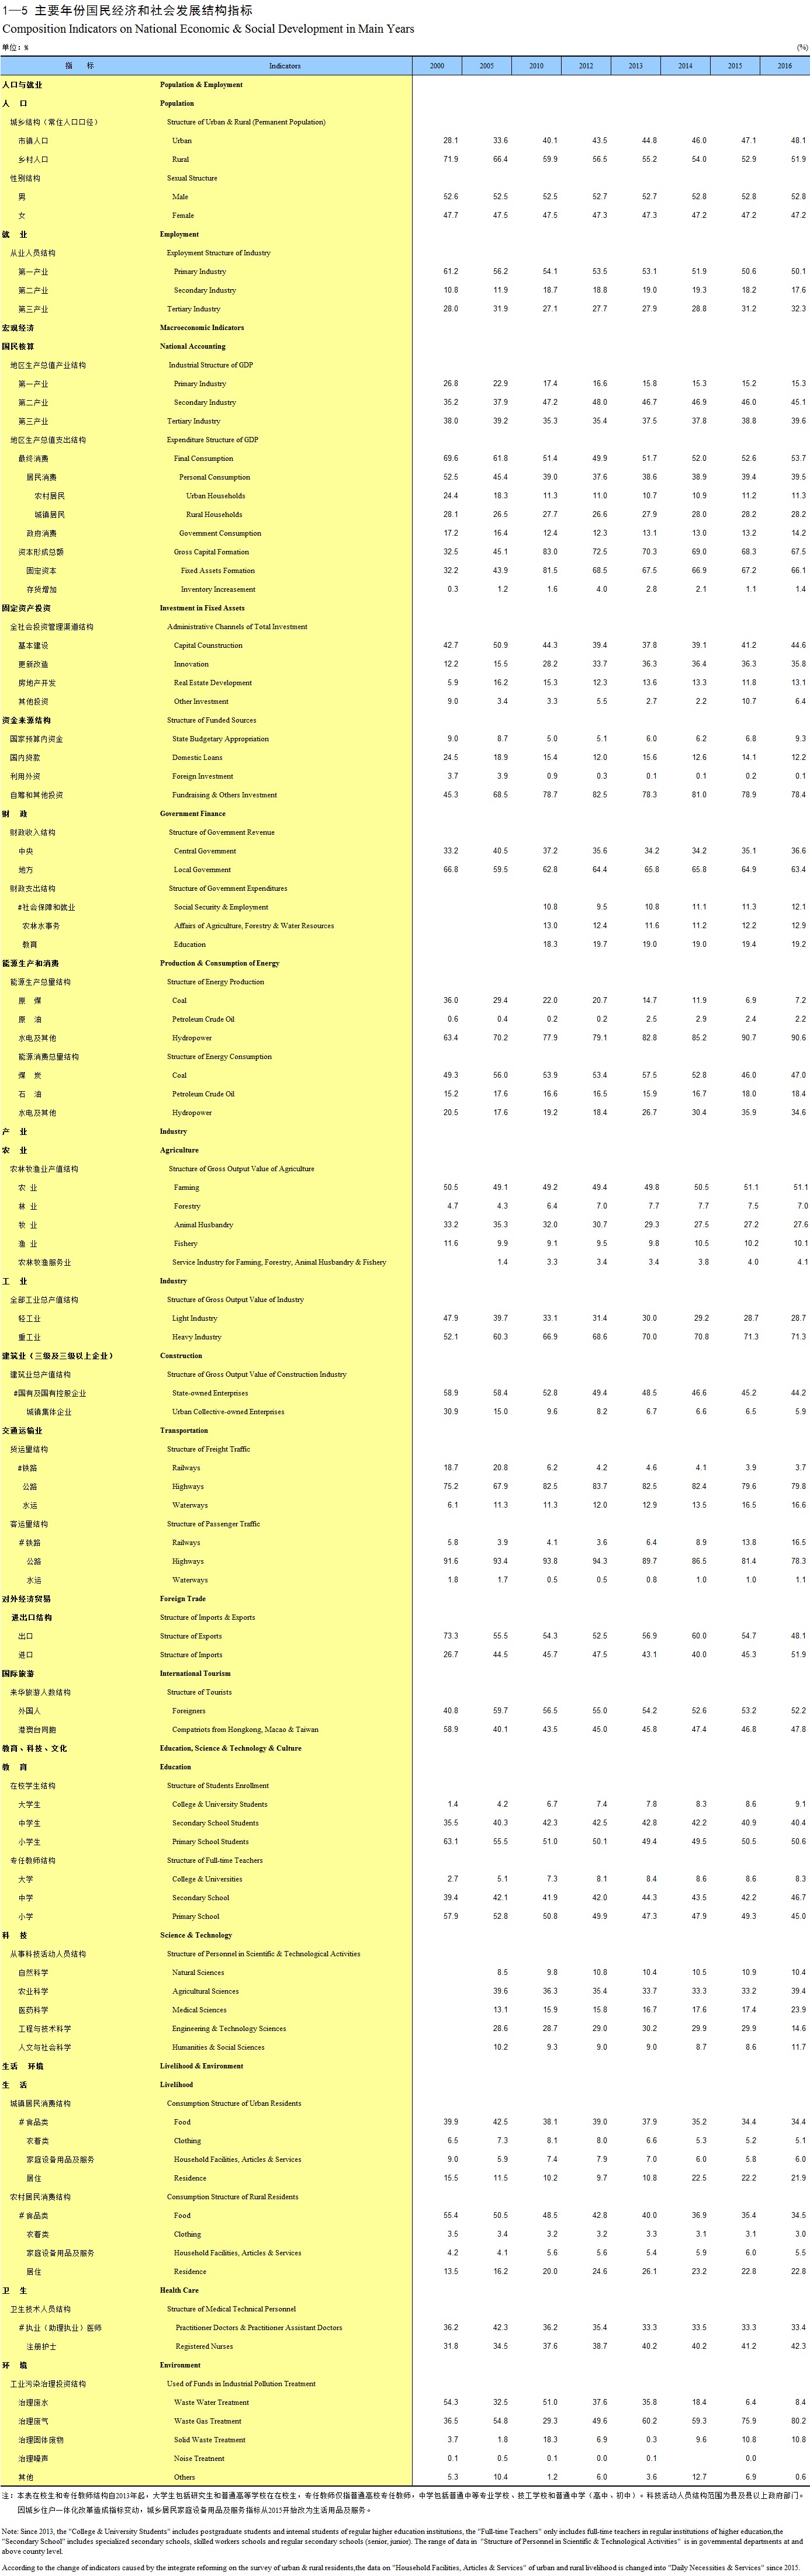 1—5 主要年份国民经济和社会发展结构指标
Composition Indicators on National Economic & Social Development in Main Years
单位：% (%)
指 标 Indicators 2000 2005 2010 2012 2013 2014 2015 2016
人口与就业 Population & Employment
人 口 Population
城乡结构（常住人口口径） Structure of Urban & Rural (Permanent Population)
市镇人口 Urban 28.1 33.6 40.1 43.5 44.8 46.0 47.1 48.1
乡村人口 Rural 71.9 66.4 59.9 56.5 55.2 54.0 52.9 51.9
性别结构 Sexual Structure
男 Male 52.6 52.5 52.5 52.7 52.7 52.8 52.8 52.8
女 Female 47.7 47.5 47.5 47.3 47.3 47.2 47.2 47.2
就 业 Employment
从业人员结构 Exployment Structure of Industry
第一产业 Primary Industry 61.2 56.2 54.1 53.5 53.1 51.9 50.6 50.1
第二产业 Secondary Industry 10.8 11.9 18.7 18.8 19.0 19.3 18.2 17.6
第三产业 Tertiary Industry 28.0 31.9 27.1 27.7 27.9 28.8 31.2 32.3
宏观经济 Macroeconomic Indicators
国民核算 National Accounting
地区生产总值产业结构 Industrial Structure of GDP
第一产业 Primary Industry 26.8 22.9 17.4 16.6 15.8 15.3 15.2 15.3
第二产业 Secondary Industry 35.2 37.9 47.2 48.0 46.7 46.9 46.0 45.1
第三产业 Tertiary Industry 38.0 39.2 35.3 35.4 37.5 37.8 38.8 39.6
地区生产总值支出结构 Expenditure Structure of GDP
最终消费 Final Consumption 69.6 61.8 51.4 49.9 51.7 52.0 52.6 53.7
居民消费 Personal Consumption 52.5 45.4 39.0 37.6 38.6 38.9 39.4 39.5
农村居民 Urban Households 24.4 18.3 11.3 11.0 10.7 10.9 11.2 11.3
城镇居民 Rural Households 28.1 26.5 27.7 26.6 27.9 28.0 28.2 28.2
政府消费 Government Consumption 17.2 16.4 12.4 12.3 13.1 13.0 13.2 14.2
资本形成总额 Gross Capital Formation 32.5 45.1 83.0 72.5 70.3 69.0 68.3 67.5
固定资本 Fixed Assets Formation 32.2 43.9 81.5 68.5 67.5 66.9 67.2 66.1
存货增加 Inventory Increasement 0.3 1.2 1.6 4.0 2.8 2.1 1.1 1.4
固定资产投资 Investment in Fixed Assets
全社会投资管理渠道结构 Administrative Channels of Total Investment
基本建设 Capital Counstruction 42.7 50.9 44.3 39.4 37.8 39.1 41.2 44.6
更新改造 Innovation 12.2 15.5 28.2 33.7 36.3 36.4 36.3 35.8
房地产开发 Real Estate Development 5.9 16.2 15.3 12.3 13.6 13.3 11.8 13.1
其他投资 Other Investment 9.0 3.4 3.3 5.5 2.7 2.2 10.7 6.4
资金来源结构 Structure of Funded Sources
国家预算内资金 State Budgetary Appropriation 9.0 8.7 5.0 5.1 6.0 6.2 6.8 9.3
国内贷款 Domestic Loans 24.5 18.9 15.4 12.0 15.6 12.6 14.1 12.2
利用外资 Foreign Investment 3.7 3.9 0.9 0.3 0.1 0.1 0.2 0.1
自筹和其他投资 Fundraising & Others Investment 45.3 68.5 78.7 82.5 78.3 81.0 78.9 78.4
财 政 Government Finance
财政收入结构 Structure of Government Revenue
中央 Central Government 33.2 40.5 37.2 35.6 34.2 34.2 35.1 36.6
地方 Local Government 66.8 59.5 62.8 64.4 65.8 65.8 64.9 63.4
财政支出结构 Structure of Government Expenditures
#社会保障和就业 Social Security & Employment 10.8 9.5 10.8 11.1 11.3 12.1
农林水事务 Affairs of Agriculture, Forestry & Water Resources 13.0 12.4 11.6 11.2 12.2 12.9
教育 Education 18.3 19.7 19.0 19.0 19.4 19.2
能源生产和消费 Production & Consumption of Energy
能源生产总量结构 Structure of Energy Production
原 煤 Coal 36.0 29.4 22.0 20.7 14.7 11.9 6.9 7.2
原 油 Petroleum Crude Oil 0.6 0.4 0.2 0.2 2.5 2.9 2.4 2.2
水电及其他 Hydropower 63.4 70.2 77.9 79.1 82.8 85.2 90.7 90.6
能源消费总量结构 Structure of Energy Consumption
煤 炭 Coal 49.3 56.0 53.9 53.4 57.5 52.8 46.0 47.0
石 油 Petroleum Crude Oil 15.2 17.6 16.6 16.5 15.9 16.7 18.0 18.4
水电及其他 Hydropower 20.5 17.6 19.2 18.4 26.7 30.4 35.9 34.6
产 业 Industry
农 业 Agriculture
农林牧渔业产值结构 Structure of Gross Output Value of Agriculture
农 业 Farming 50.5 49.1 49.2 49.4 49.8 50.5 51.1 51.1
林 业 Forestry 4.7 4.3 6.4 7.0 7.7 7.7 7.5 7.0
牧 业 Animal Husbandry 33.2 35.3 32.0 30.7 29.3 27.5 27.2 27.6
渔 业 Fishery 11.6 9.9 9.1 9.5 9.8 10.5 10.2 10.1
农林牧渔服务业 Service Industry for Farming, Forestry, Animal Husbandry & Fishery 1.4 3.3 3.4 3.4 3.8 4.0 4.1
工 业 Industry
全部工业总产值结构 Structure of Gross Output Value of Industry
轻工业 Light Industry 47.9 39.7 33.1 31.4 30.0 29.2 28.7 28.7
重工业 Heavy Industry 52.1 60.3 66.9 68.6 70.0 70.8 71.3 71.3
建筑业（三级及三级以上企业） Construction
建筑业总产值结构 Structure of Gross Output Value of Construction Industry
#国有及国有控股企业 State-owned Enterprises 58.9 58.4 52.8 49.4 48.5 46.6 45.2 44.2
城镇集体企业 Urban Collective-owned Enterprises 30.9 15.0 9.6 8.2 6.7 6.6 6.5 5.9
交通运输业 Transportation
货运量结构 Structure of Freight Traffic
#铁路 Railways 18.7 20.8 6.2 4.2 4.6 4.1 3.9 3.7
公路 Highways 75.2 67.9 82.5 83.7 82.5 82.4 79.6 79.8
水运 Waterways 6.1 11.3 11.3 12.0 12.9 13.5 16.5 16.6
客运量结构 Structure of Passenger Traffic
＃铁路 Railways 5.8 3.9 4.1 3.6 6.4 8.9 13.8 16.5
公路 Highways 91.6 93.4 93.8 94.3 89.7 86.5 81.4 78.3
水运 Waterways 1.8 1.7 0.5 0.5 0.8 1.0 1.0 1.1
对外经济贸易 Foreign Trade
进出口结构 Structure of Imports & Exports
出口 Structure of Exports 73.3 55.5 54.3 52.5 56.9 60.0 54.7 48.1
进口 Structure of Imports 26.7 44.5 45.7 47.5 43.1 40.0 45.3 51.9
国际旅游 International Tourism
来华旅游人数结构 Structure of Tourists
外国人 Foreigners 40.8 59.7 56.5 55.0 54.2 52.6 53.2 52.2
港澳台同胞 Compatriots from Hongkong, Macao & Taiwan 58.9 40.1 43.5 45.0 45.8 47.4 46.8 47.8
教育、科技、文化 Education, Science & Technology & Culture
教 育 Education
在校学生结构 Structure of Students Enrollment
大学生 College & University Students 1.4 4.2 6.7 7.4 7.8 8.3 8.6 9.1
中学生 Secondary School Students 35.5 40.3 42.3 42.5 42.8 42.2 40.9 40.4
小学生 Primary School Students 63.1 55.5 51.0 50.1 49.4 49.5 50.5 50.6
专任教师结构 Structure of Full-time Teachers
大学 College & Universities 2.7 5.1 7.3 8.1 8.4 8.6 8.6 8.3
中学 Secondary School 39.4 42.1 41.9 42.0 44.3 43.5 42.2 46.7
小学 Primary School 57.9 52.8 50.8 49.9 47.3 47.9 49.3 45.0
科 技 Science & Technology
从事科技活动人员结构 Structure of Personnel in Scientific & Technological Activities
自然科学 Natural Sciences 8.5 9.8 10.8 10.4 10.5 10.9 10.4
农业科学 Agricultural Sciences 39.6 36.3 35.4 33.7 33.3 33.2 39.4
医药科学 Medical Sciences 13.1 15.9 15.8 16.7 17.6 17.4 23.9
工程与技术科学 Engineering & Technology Sciences 28.6 28.7 29.0 30.2 29.9 29.9 14.6
人文与社会科学 Humanities & Social Sciences 10.2 9.3 9.0 9.0 8.7 8.6 11.7
生活 环境 Livelihood & Environment
生 活 Livelihood
城镇居民消费结构 Consumption Structure of Urban Residents
＃食品类 Food 39.9 42.5 38.1 39.0 37.9 35.2 34.4 34.4
衣着类 Clothing 6.5 7.3 8.1 8.0 6.6 5.3 5.2 5.1
家庭设备用品及服务 Household Facilities, Articles & Services 9.0 5.9 7.4 7.9 7.0 6.0 5.8 6.0
居住 Residence 15.5 11.5 10.2 9.7 10.8 22.5 22.2 21.9
农村居民消费结构 Consumption Structure of Rural Residents
＃食品类 Food 55.4 50.5 48.5 42.8 40.0 36.9 35.4 34.5
衣着类 Clothing 3.5 3.4 3.2 3.2 3.3 3.1 3.1 3.0
家庭设备用品及服务 Household Facilities, Articles & Services 4.2 4.1 5.6 5.6 5.4 5.9 6.0 5.5
居住 Residence 13.5 16.2 20.0 24.6 26.1 23.2 22.8 22.8
卫 生 Health Care
卫生技术人员结构 Structure of Medical Technical Personnel
＃执业（助理执业）医师 Practitioner Doctors & Practitioner Assistant Doctors 36.2 42.3 36.2 35.4 33.3 33.5 33.3 33.4
注册护士 Registered Nurses 31.8 34.5 37.6 38.7 40.2 40.2 41.2 42.3
环 境 Environment
工业污染治理投资结构 Used of Funds in Industrial Pollution Treatment
治理废水 Waste Water Treatment 54.3 32.5 51.0 37.6 35.8 18.4 6.4 8.4
治理废气 Waste Gas Treatment 36.5 54.8 29.3 49.6 60.2 59.3 75.9 80.2
治理固体废物 Solid Waste Treatment 3.7 1.8 18.3 6.9 0.3 9.6 10.8 10.8
治理噪声 Noise Treatment 0.1 0.5 0.1 0.0 0.1 0.0
其他 Others 5.3 10.4 1.2 6.0 3.6 12.7 6.9 0.6
注：本表在校生和专任教师结构自2013年起，大学生包括研究生和普通高等学校在在校生，专任教师仅指普通高校专任教师，中学包括普通中等专业学校、技工学校和普通中学（高中、初中）。科技活动人员结构范围为县及县以上政府部门。
因城乡住户一体化改革造成指标变动，城乡居民家庭设备用品及服务指标从2015开始改为生活用品及服务。
Note: Since 2013, the "College & University Students" includes postgraduate students and internal students of regular higher education institutions, the "Full-time Teachers" only includes full-time teachers in regular institutions of higher education,the
"Secondary School" includes specialized secondary schools, skilled workers schools and regular secondary schools (senior, junior). The range of data in "Structure of Personnel in Scientific & Technological Activities" is in governmental departments at and
above county level.
According to the change of indicators caused by the integrate reforming on the survey of urban & rural residents,the data on "Household Facilities, Articles & Services" of urban and rural livelihood is changed into "Daily Necessities & Services" since 2015.